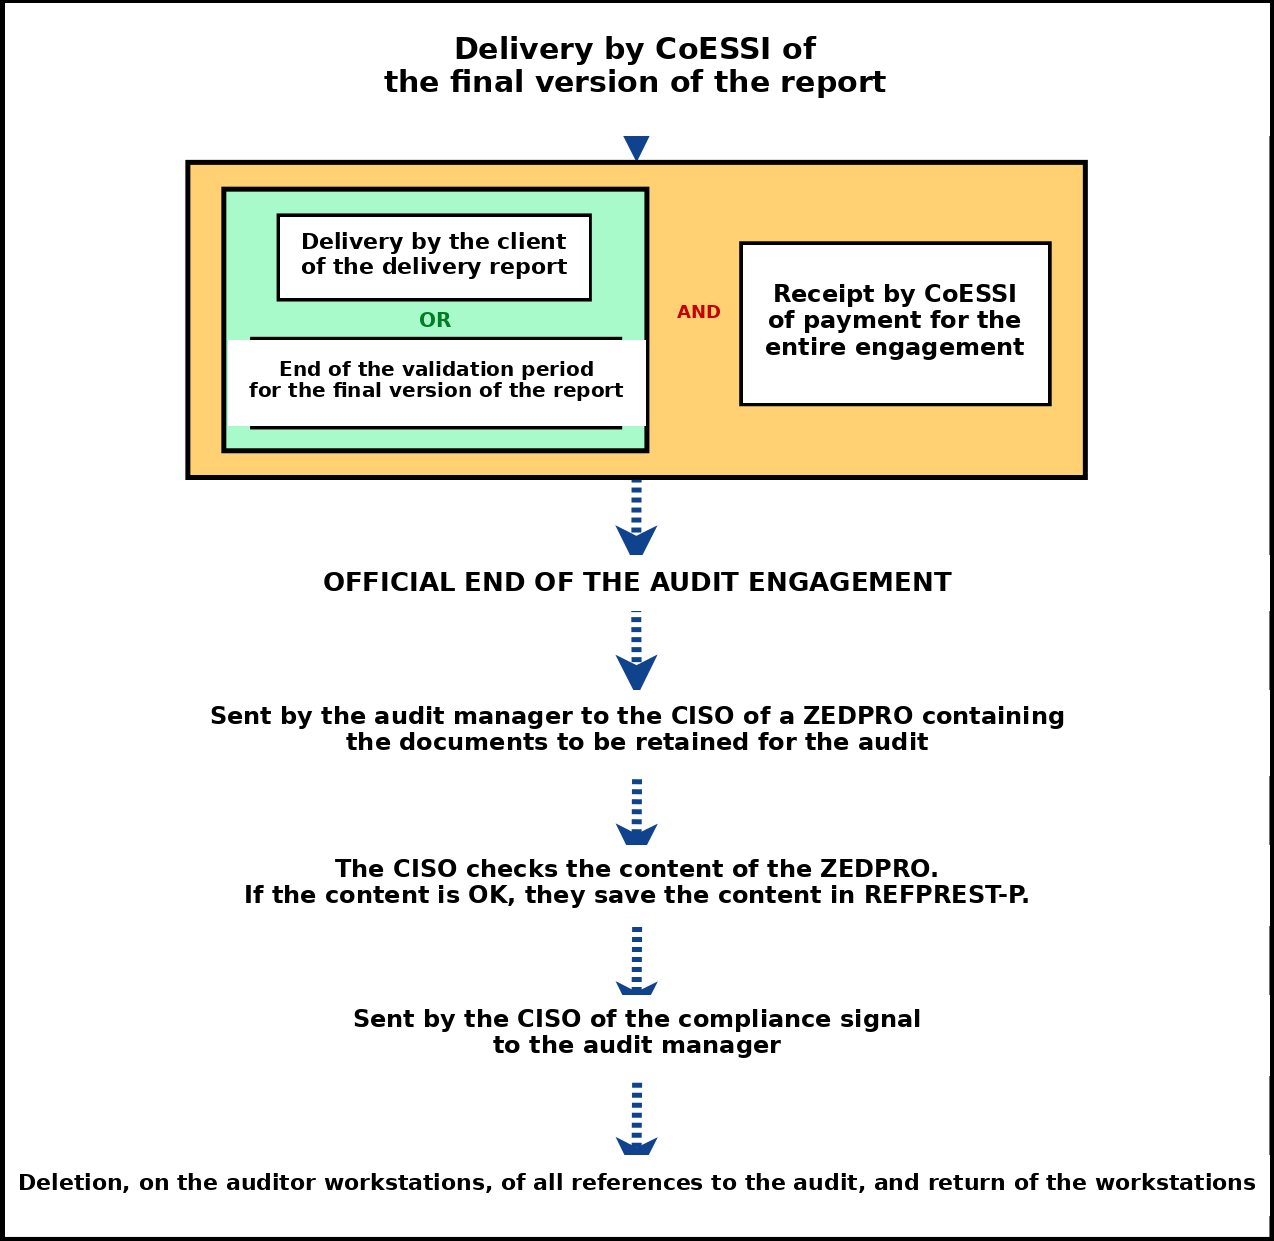 Delivery by CoESSI of
the final version of the report
Delivery by the client
of the delivery report
OR
End of the validation period
for the final version of the report
AND
Receipt by CoESSI
of payment for the
entire engagement
OFFICIAL END OF THE AUDIT ENGAGEMENT
Sent by the audit manager to the CISO of a ZEDPRO containing
the documents to be retained for the audit
The CISO checks the content of the ZEDPRO.
If the content is OK, they save the content in REFPREST-P.
Sent by the CISO of the compliance signal
to the audit manager
Deletion, on the auditor workstations, of all references to the audit, and return of the workstations